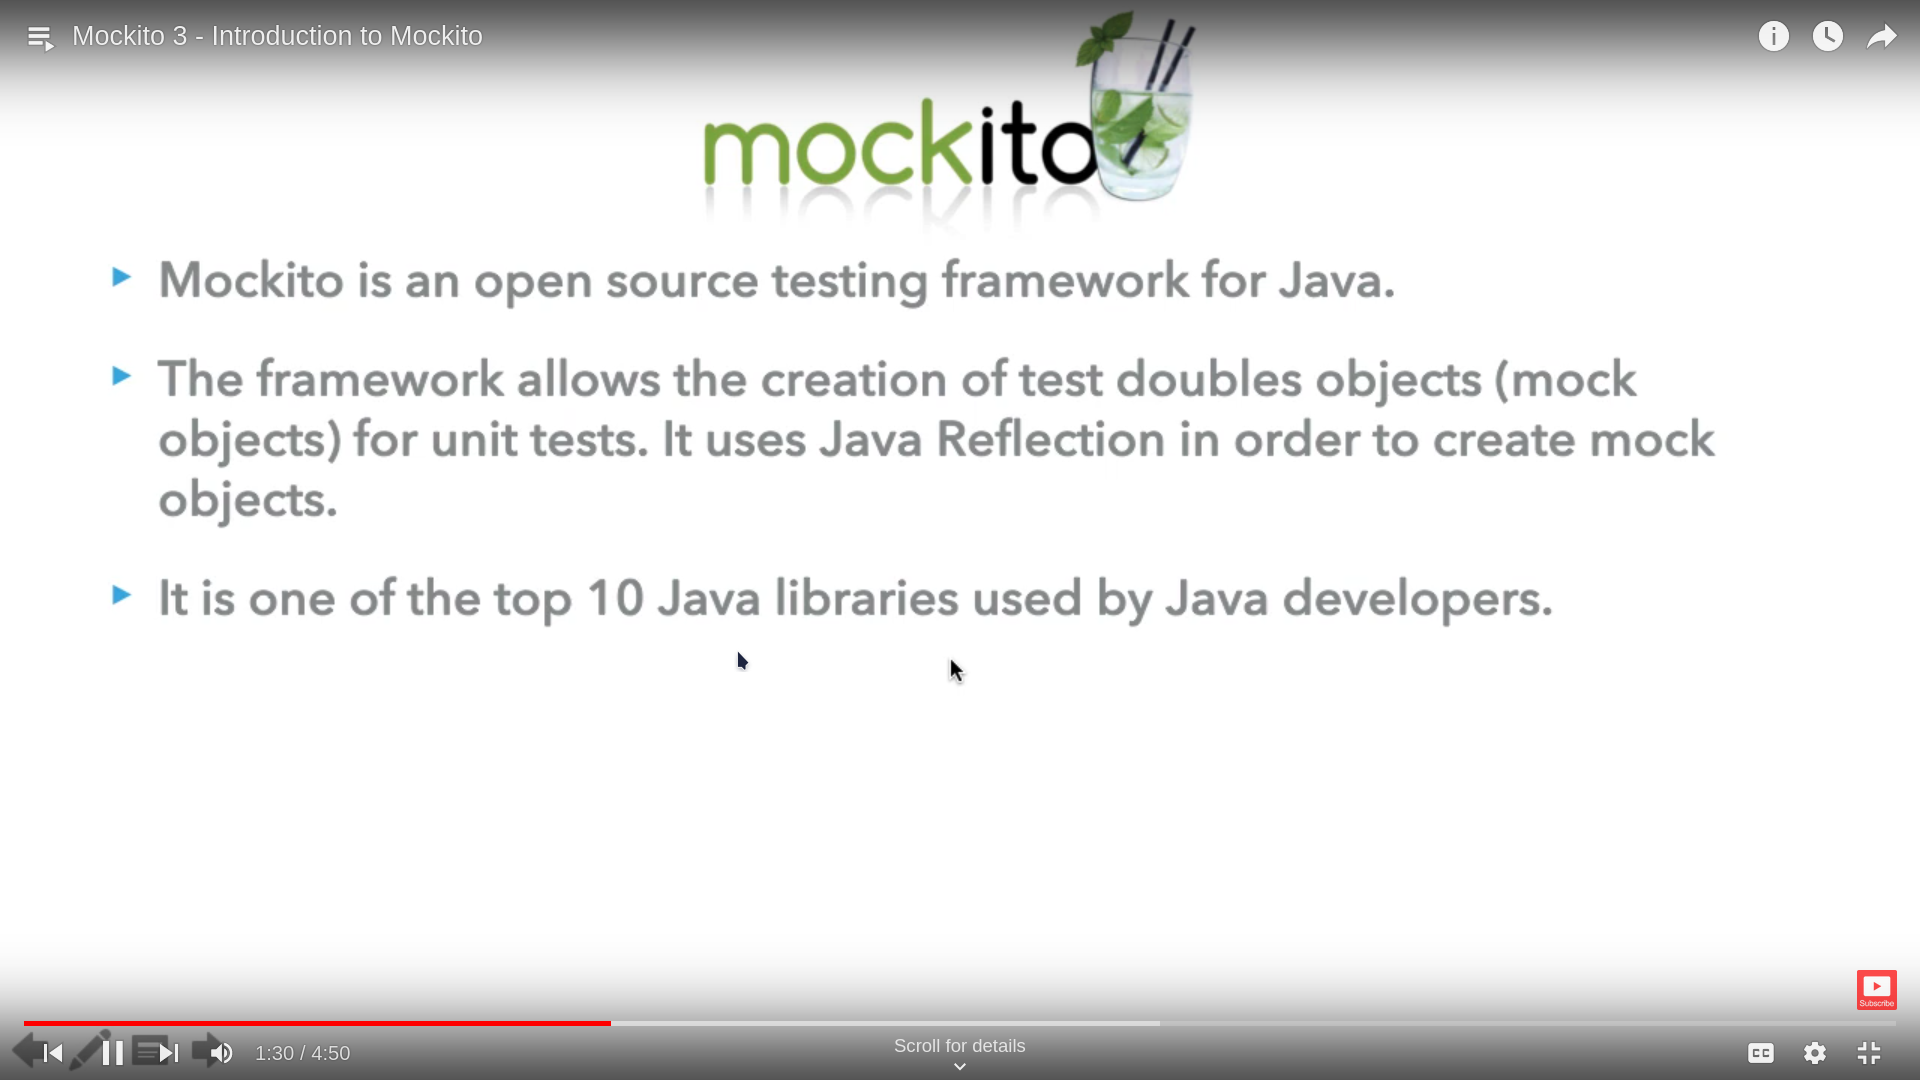 Mockito 3 - Introduction to Mockito
mockito
Mockito is an open source testing framework for Java.
The framework allows the creation of test doubles objects (mock
objects) for unit tests. It uses Java Reflection in order to create mock
objects.
It is one of the top 10 Java libraries used by Java developers.
Subscribe
1:30 / 4:50
Scroll for details
CC